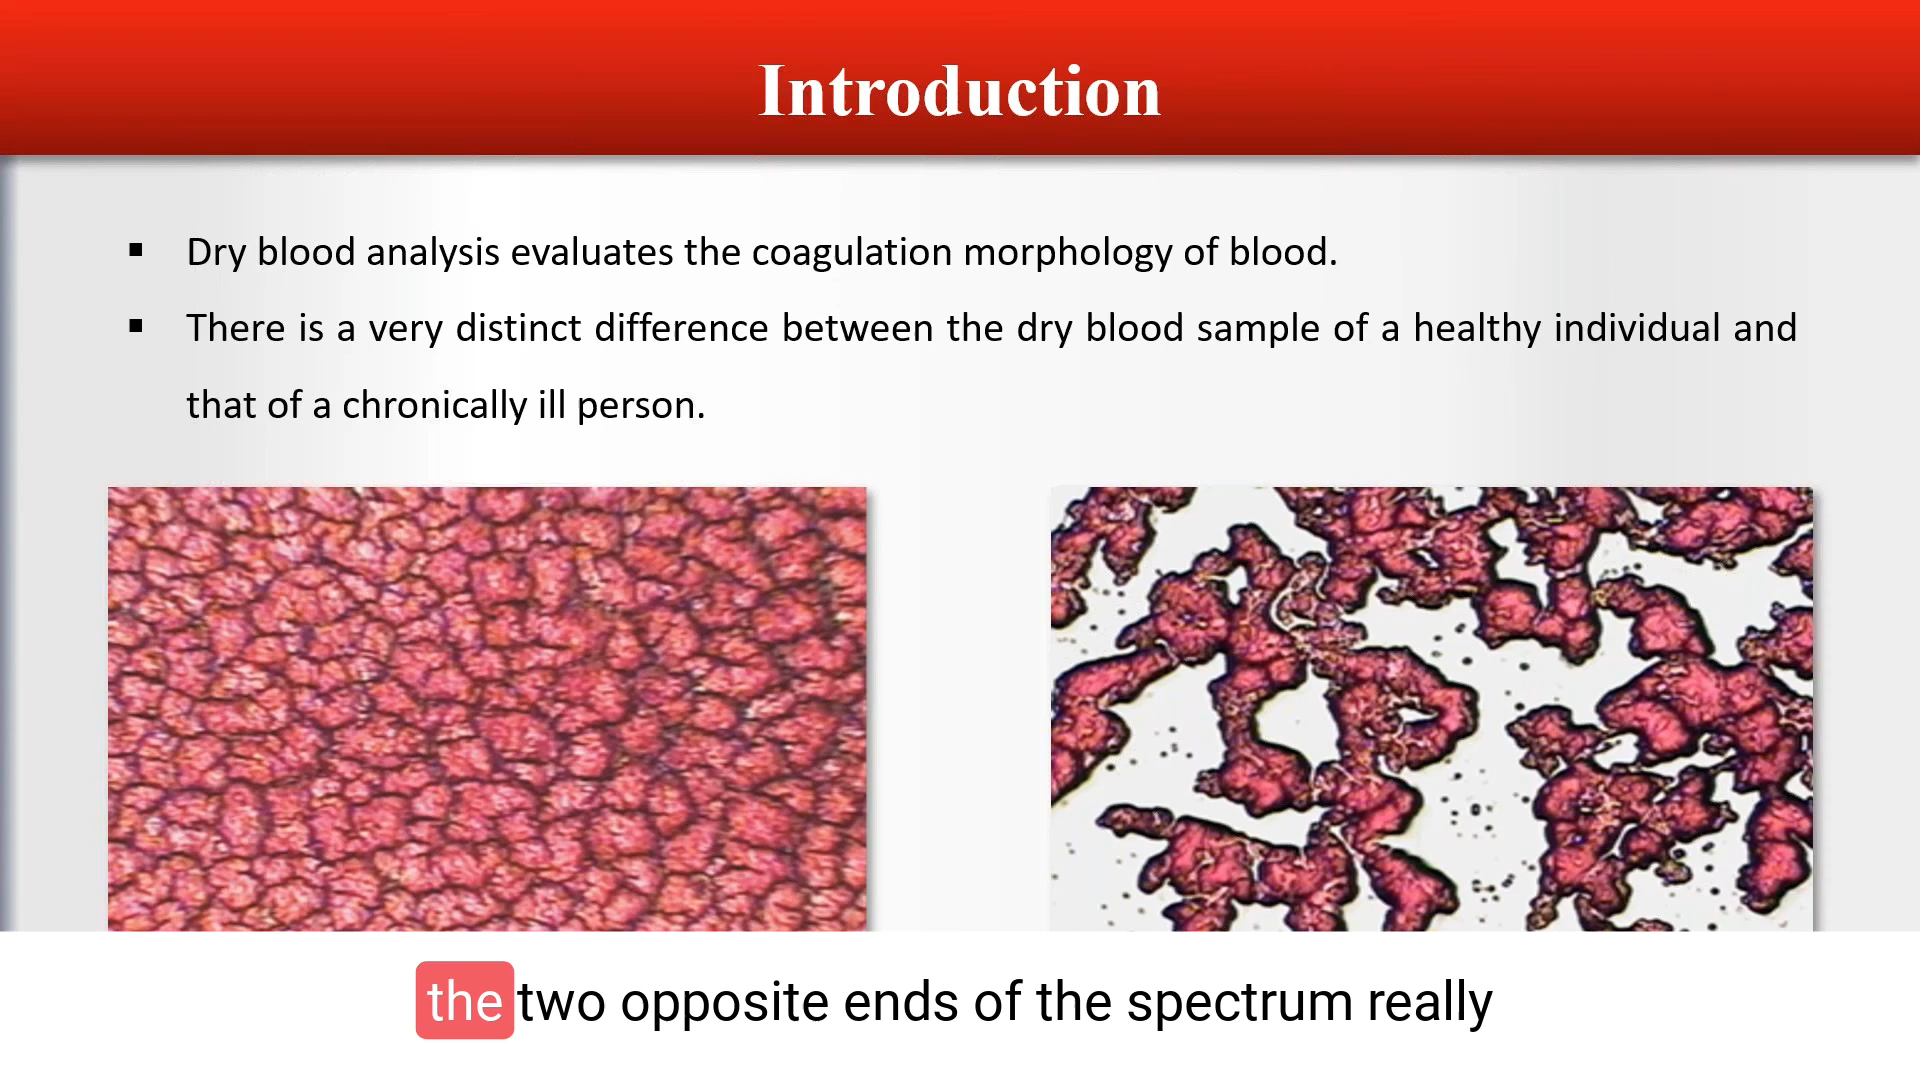 Introduction
▪ Dry blood analysis evaluates the coagulation morphology of blood.
▪ There is a very distinct difference between the dry blood sample of a healthy individual and
that of a chronically ill person.
the two opposite ends of the spectrum really